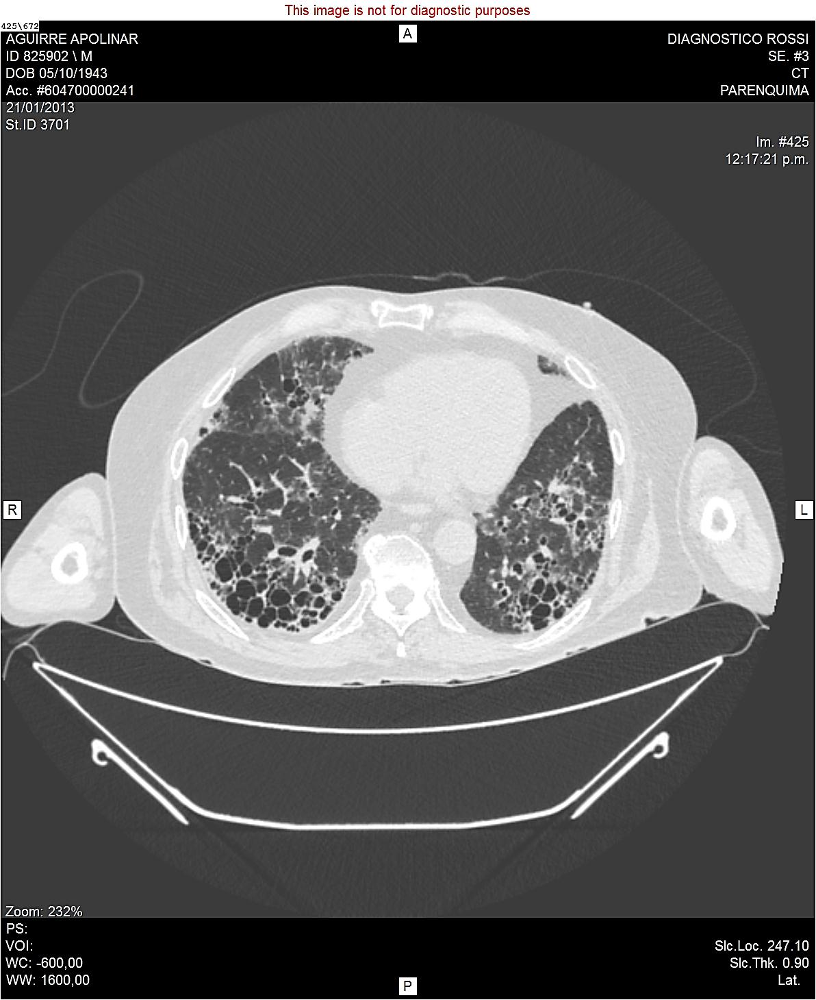 This image is not for diagnostic purposes
425\672
A
AGUIRRE APOLINAR
ID 825902 \ M
DOB 05/10/1943
Acc. #604700000241
21/01/2013
St.ID 3701
DIAGNOSTICO ROSSI
SE. #3
CT
PARENQUIMA
Im. #425
12:17:21 p.m.
R
L
Zoom: 232%
PS:
VOI:
WC: -600,00
WW: 1600,00
P
Slc.Loc. 247.10
Slc.Thk. 0.90
Lat.